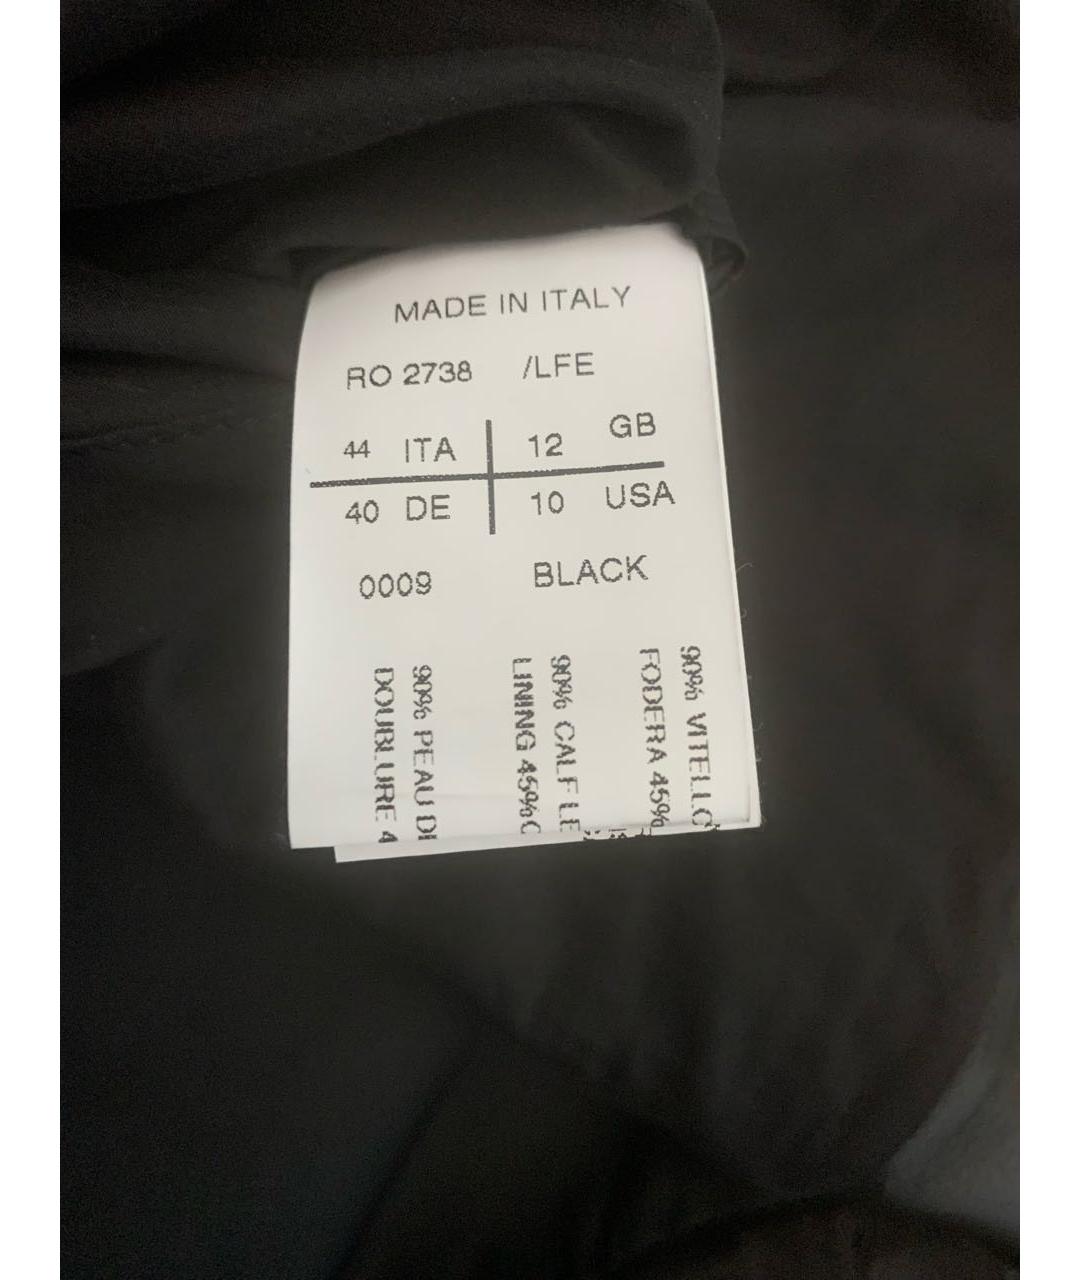 MADE IN ITALY
RO 2738 /LFE
44 ITA 12 GB
40 DE 10 USA
0009 BLACK
90% VITELLO
FODERA 45%
90% CALF LE
LINING 45%
90% PEAU
DOUBLURE 4